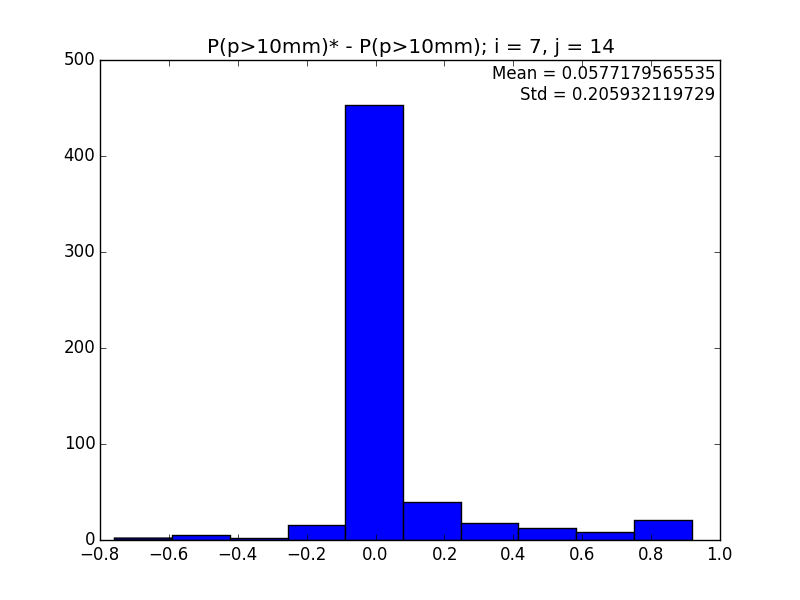 P(p>10mm)* - P(p>10mm); i = 7, j = 14
Mean = 0.0577179565535
Std = 0.205932119729
500
400
300
200
100
0
−0.8 −0.6 −0.4 −0.2 0.0 0.2 0.4 0.6 0.8 1.0